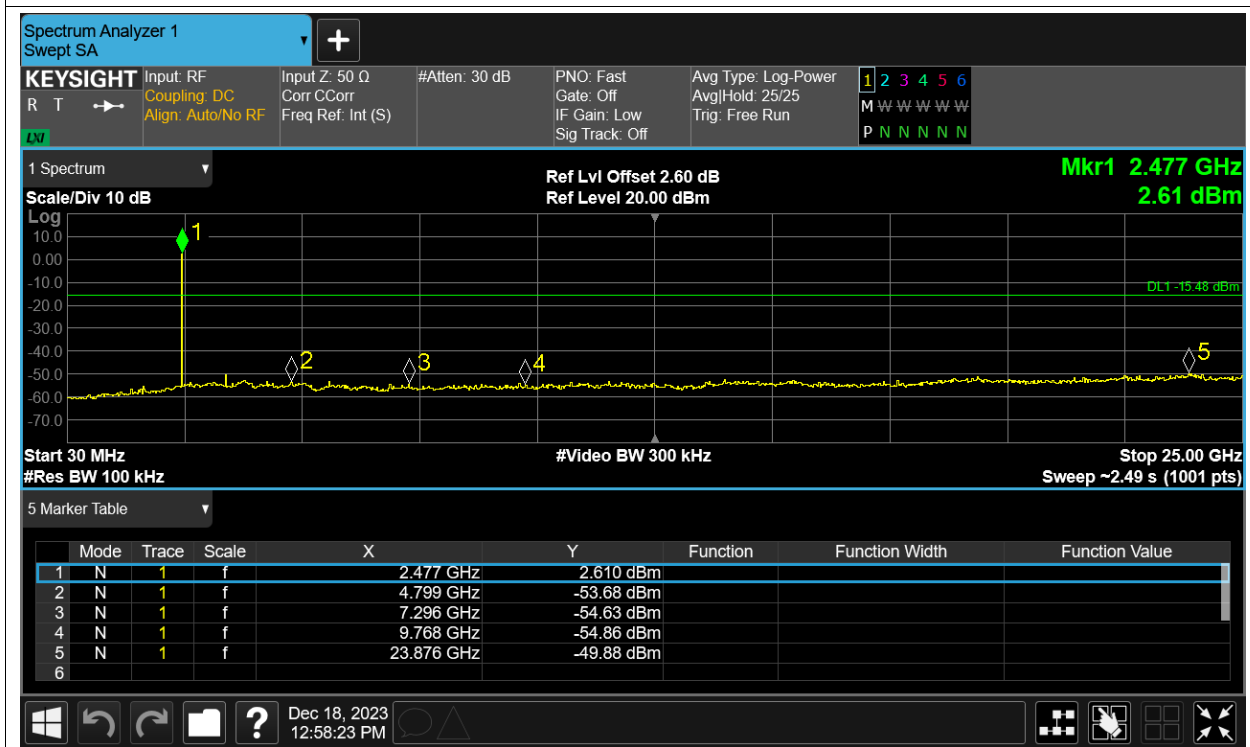 Spectrum Analyzer 1
Swept SA
+
KEYSIGHT Input: RF Input Z: 50 Ω #Atten: 30 dB PNO: Fast Avg Type: Log-Power 1 2 3 4 5 6
R T Coupling: DC Corr CCorr Gate: Off Avg|Hold: 25/25 M W W W W W
Align: Auto/No RF Freq Ref: Int (S) IF Gain: Low Trig: Free Run
LXI Sig Track: Off P N N N N N
1 Spectrum
Ref Lvl Offset 2.60 dB Mkr1 2.477 GHz
Scale/Div 10 dB Ref Level 20.00 dBm 2.61 dBm
Log
10.0
0.00
-10.0
-20.0
-30.0
-40.0
-50.0
-60.0
-70.0
1
DL1 -15.48 dBm
2 3 4 5
Start 30 MHz #Video BW 300 kHz Stop 25.00 GHz
#Res BW 100 kHz Sweep ~2.49 s (1001 pts)
5 Marker Table
Mode Trace Scale X Y Function Function Width Function Value
1 N 1 f 2.477 GHz 2.610 dBm
2 N 1 f 4.799 GHz -53.68 dBm
3 N 1 f 7.296 GHz -54.63 dBm
4 N 1 f 9.768 GHz -54.86 dBm
5 N 1 f 23.876 GHz -49.88 dBm
6
? Dec 18, 2023
12:58:23 PM